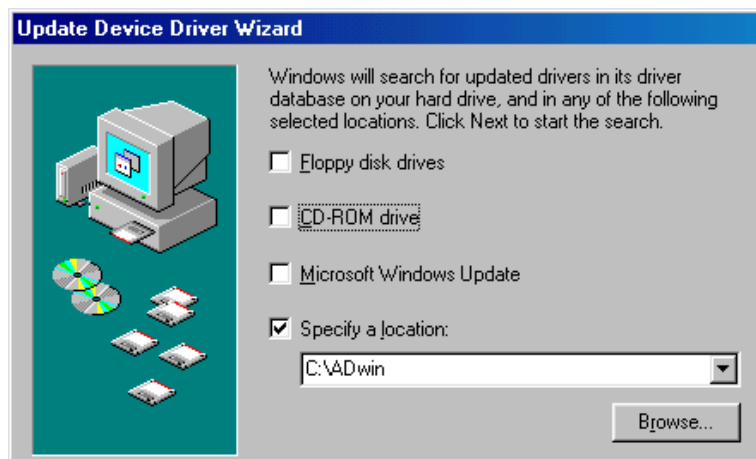 Update Device Driver Wizard
Windows will search for updated drivers in its driver
database on your hard drive, and in any of the following
selected locations. Click Next to start the search.
Floppy disk drives
CD-ROM drive
Microsoft Windows Update
Specify a location:
C:\ADwin
Browse...